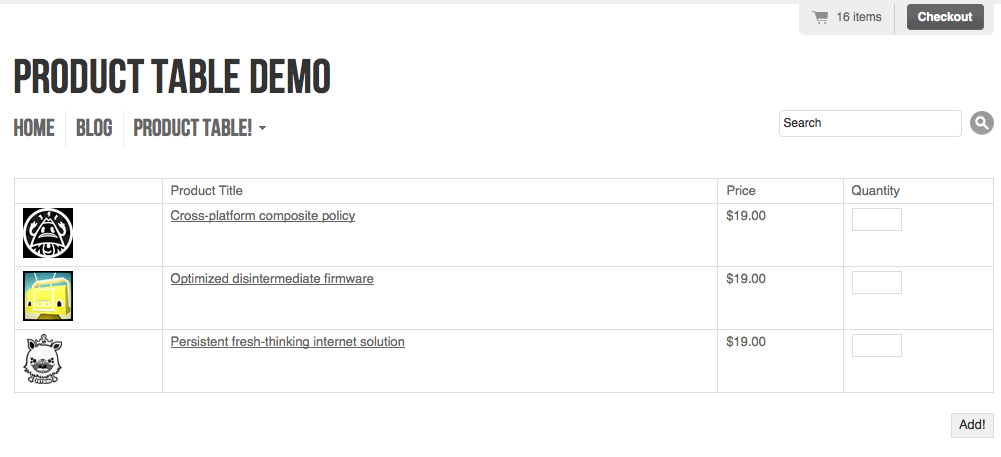 16 items
Checkout
PRODUCT TABLE DEMO
HOME BLOG PRODUCT TABLE!
Search
Product Title Price Quantity
Cross-platform composite policy $19.00
Optimized disintermediate firmware $19.00
Persistent fresh-thinking internet solution $19.00
Add!